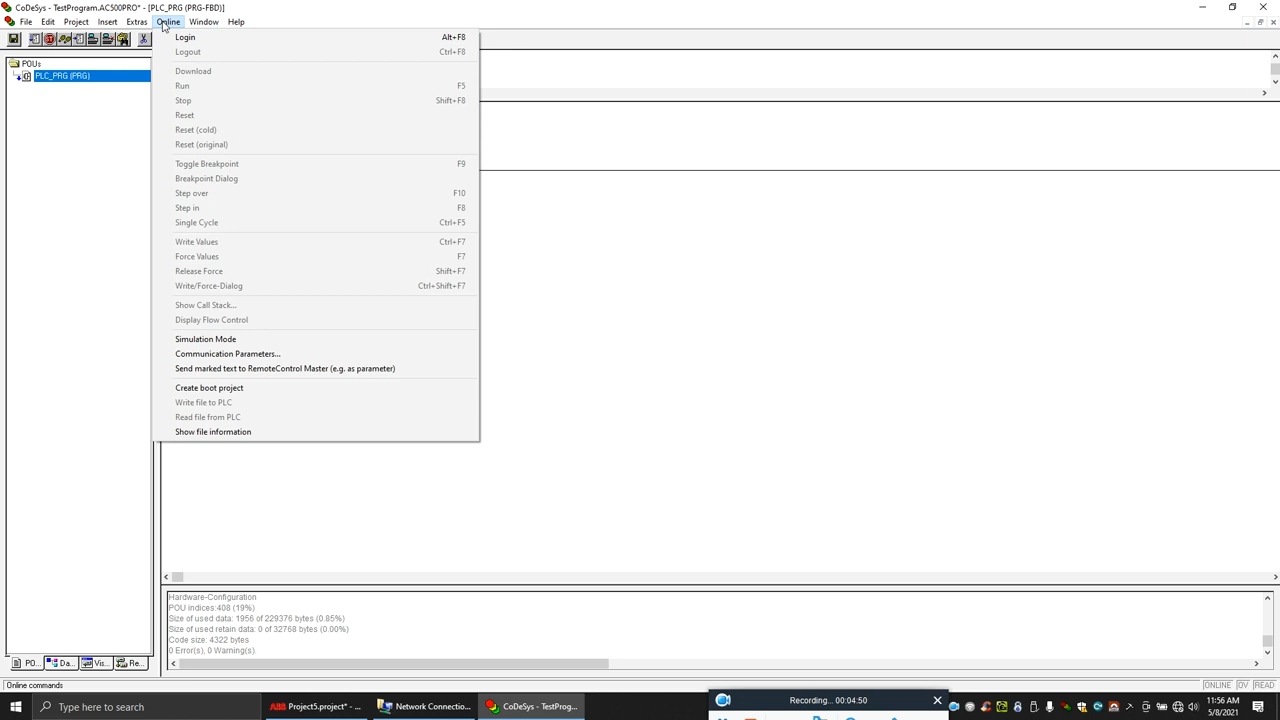 CoDeSys - TestProgram.AC500PRO* - [PLC_PRG (PRG-FBD)]
File Edit Project Insert Extras Online Window Help
POUs
PLC_PRG (PRG)
Login Alt+F8
Logout Ctrl+F8
Download
Run F5
Stop Shift+F8
Reset
Reset (cold)
Reset (original)
Toggle Breakpoint F9
Breakpoint Dialog
Step over F10
Step in F8
Single Cycle Ctrl+F5
Write Values Ctrl+F7
Force Values F7
Release Force Shift+F7
Write/Force-Dialog Ctrl+Shift+F7
Show Call Stack...
Display Flow Control
Simulation Mode
Communication Parameters...
Send marked text to RemoteControl Master (e.g. as parameter)
Create boot project
Write file to PLC
Read file from PLC
Show file information
Hardware-Configuration
POU indices:408 (19%)
Size of used data: 1956 of 229376 bytes (0.85%)
Size of used retain data: 0 of 32768 bytes (0.00%)
Code size: 4322 bytes
0 Error(s), 0 Warning(s).
PO... Da... Vis... Re...
Online commands ONLINE OV READ
Recording... 00:04:50
Type here to search
ABB Project5.project* - ...
Network Connectio...
CoDeSys - TestProg...
11:56 AM
5/8/2021